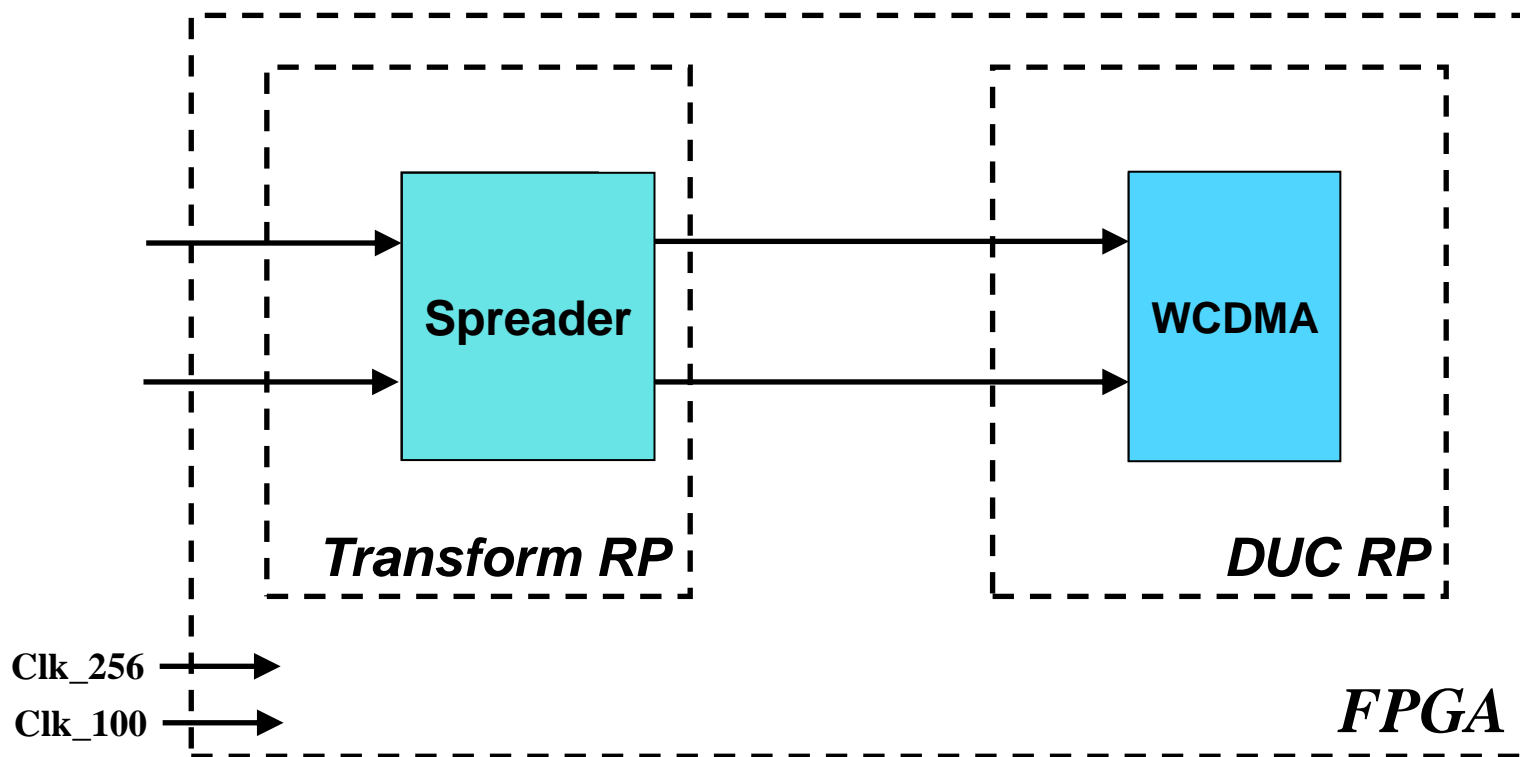 Spreader
WCDMA
Transform RP
DUC RP
Clk_256
Clk_100
FPGA